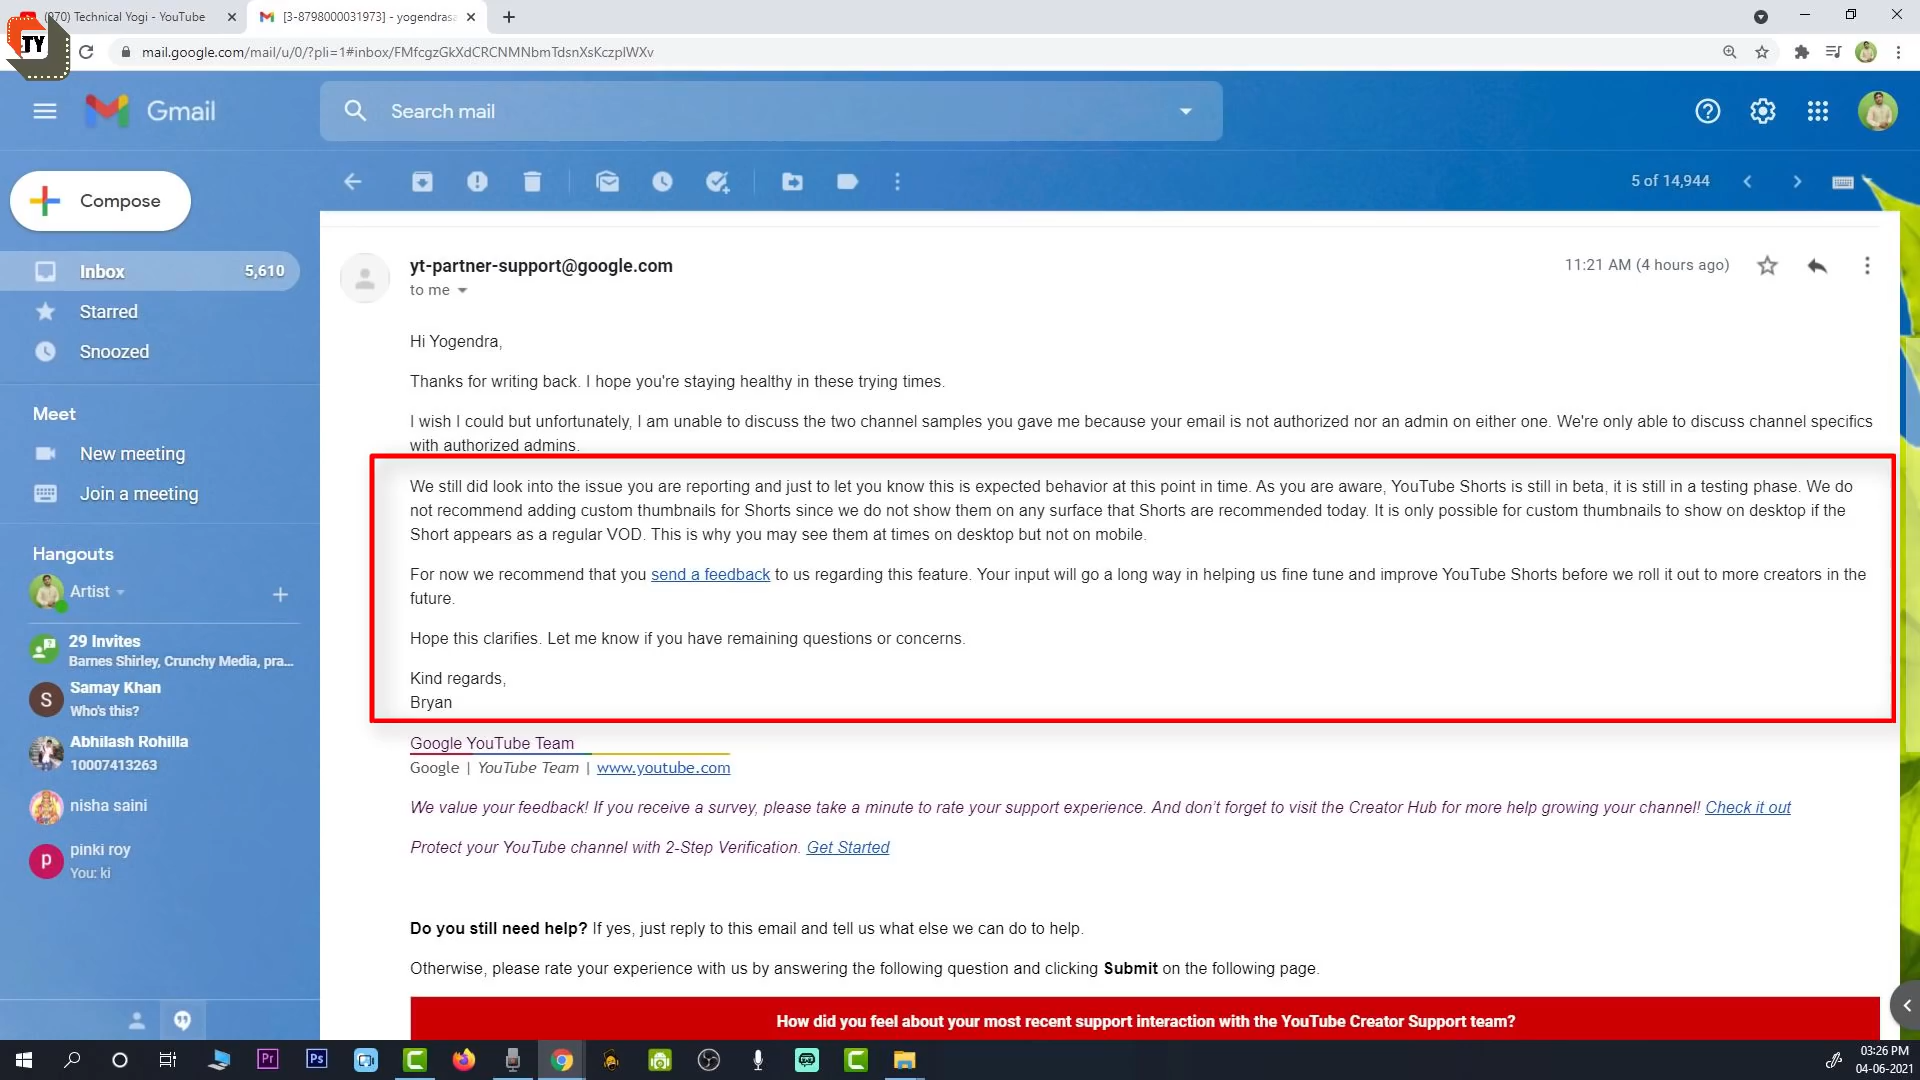 TY
(970) Technical Yogi - YouTube
[3-8798000031973] - yogendrasa
mail.google.com/mail/u/0/?pli=1#inbox/FMfcgzGkXdCRCNMNbmTdsnXsKczplWXv
Gmail
Search mail
Compose
5 of 14,944
Inbox 5,610
Starred
Snoozed
Meet
New meeting
Join a meeting
Hangouts
Artist
29 Invites
Barnes Shirley, Crunchy Media, pra...
S
Samay Khan
Who's this?
Abhilash Rohilla
10007413263
nisha saini
p
pinki roy
You: ki
yt-partner-support@google.com
11:21 AM (4 hours ago)
to me
Hi Yogendra,
Thanks for writing back. I hope you're staying healthy in these trying times.
I wish I could but unfortunately, I am unable to discuss the two channel samples you gave me because your email is not authorized nor an admin on either one. We're only able to discuss channel specifics
with authorized admins.
We still did look into the issue you are reporting and just to let you know this is expected behavior at this point in time. As you are aware, YouTube Shorts is still in beta, it is still in a testing phase. We do
not recommend adding custom thumbnails for Shorts since we do not show them on any surface that Shorts are recommended today. It is only possible for custom thumbnails to show on desktop if the
Short appears as a regular VOD. This is why you may see them at times on desktop but not on mobile.
For now we recommend that you send a feedback to us regarding this feature. Your input will go a long way in helping us fine tune and improve YouTube Shorts before we roll it out to more creators in the
future.
Hope this clarifies. Let me know if you have remaining questions or concerns.
Kind regards,
Bryan
Google YouTube Team
Google | YouTube Team | www.youtube.com
We value your feedback! If you receive a survey, please take a minute to rate your support experience. And don't forget to visit the Creator Hub for more help growing your channel! Check it out
Protect your YouTube channel with 2-Step Verification. Get Started
Do you still need help? If yes, just reply to this email and tell us what else we can do to help.
Otherwise, please rate your experience with us by answering the following question and clicking Submit on the following page.
How did you feel about your most recent support interaction with the YouTube Creator Support team?
Pr
Ps
03:26 PM
04-06-2021